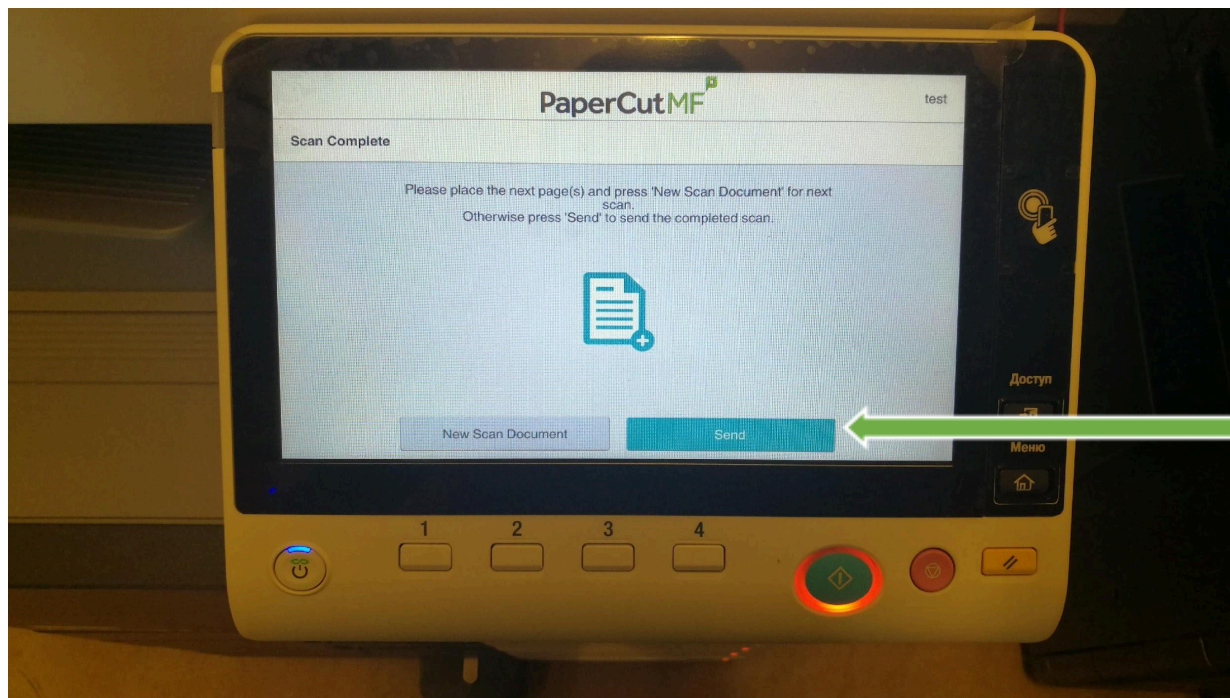 PaperCutMF
test
Scan Complete
Please place the next page(s) and press 'New Scan Document' for next
scan.
Otherwise press 'Send' to send the completed scan.
New Scan Document
Send
Доступ
Меню
1 2 3 4